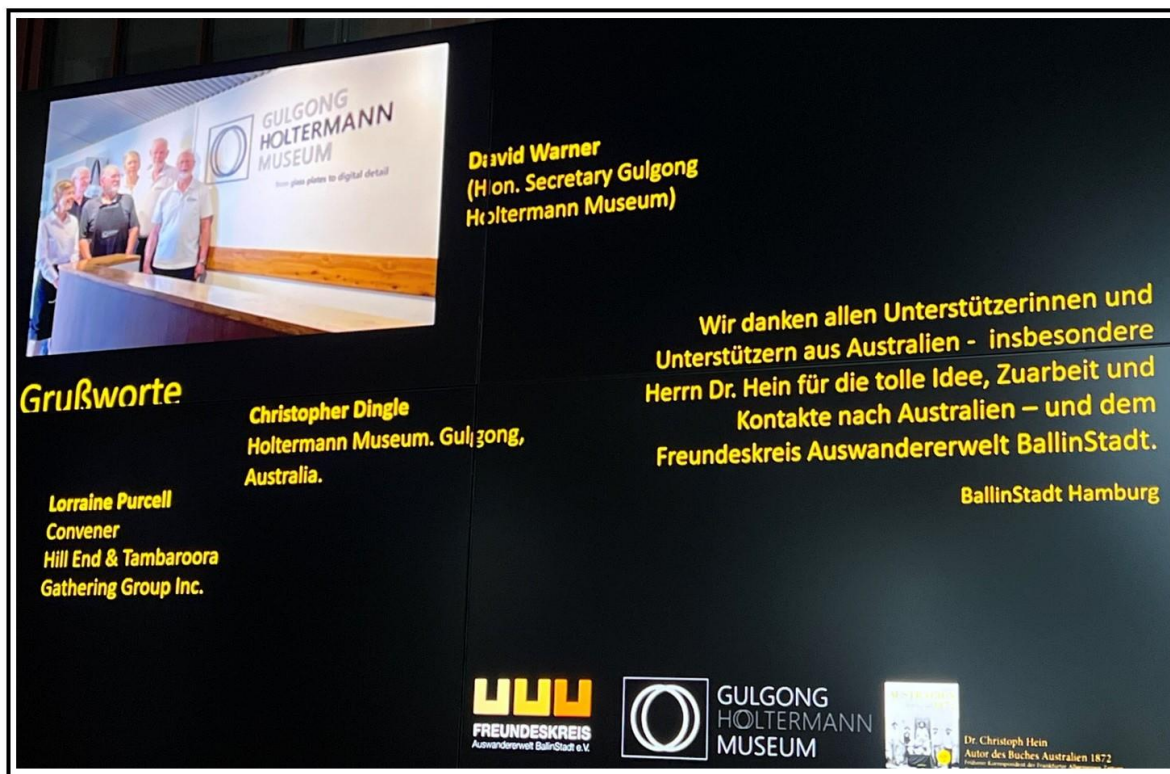 GULGONG
HOLTERMANN
MUSEUM
from glass plates to digital detail
David Warner
(Hon. Secretary Gulgong
Holtermann Museum)
Wir danken allen Unterstützerinnen und
Unterstützern aus Australien - insbesondere
Herrn Dr. Hein für die tolle Idee, Zuarbeit und
Kontakte nach Australien – und dem
Freundeskreis Auswandererwelt BallinStadt.
BallinStadt Hamburg
Grußworte
Christopher Dingle
Holtermann Museum. Gulgong,
Australia.
Lorraine Purcell
Convener
Hill End & Tambaroora
Gathering Group Inc.
FREUNDESKREIS
Auswandererwelt BallinStadt e.V.
GULGONG
HOLTERMANN
MUSEUM
Dr. Christoph Hein
Autor des Buches Australien 1872